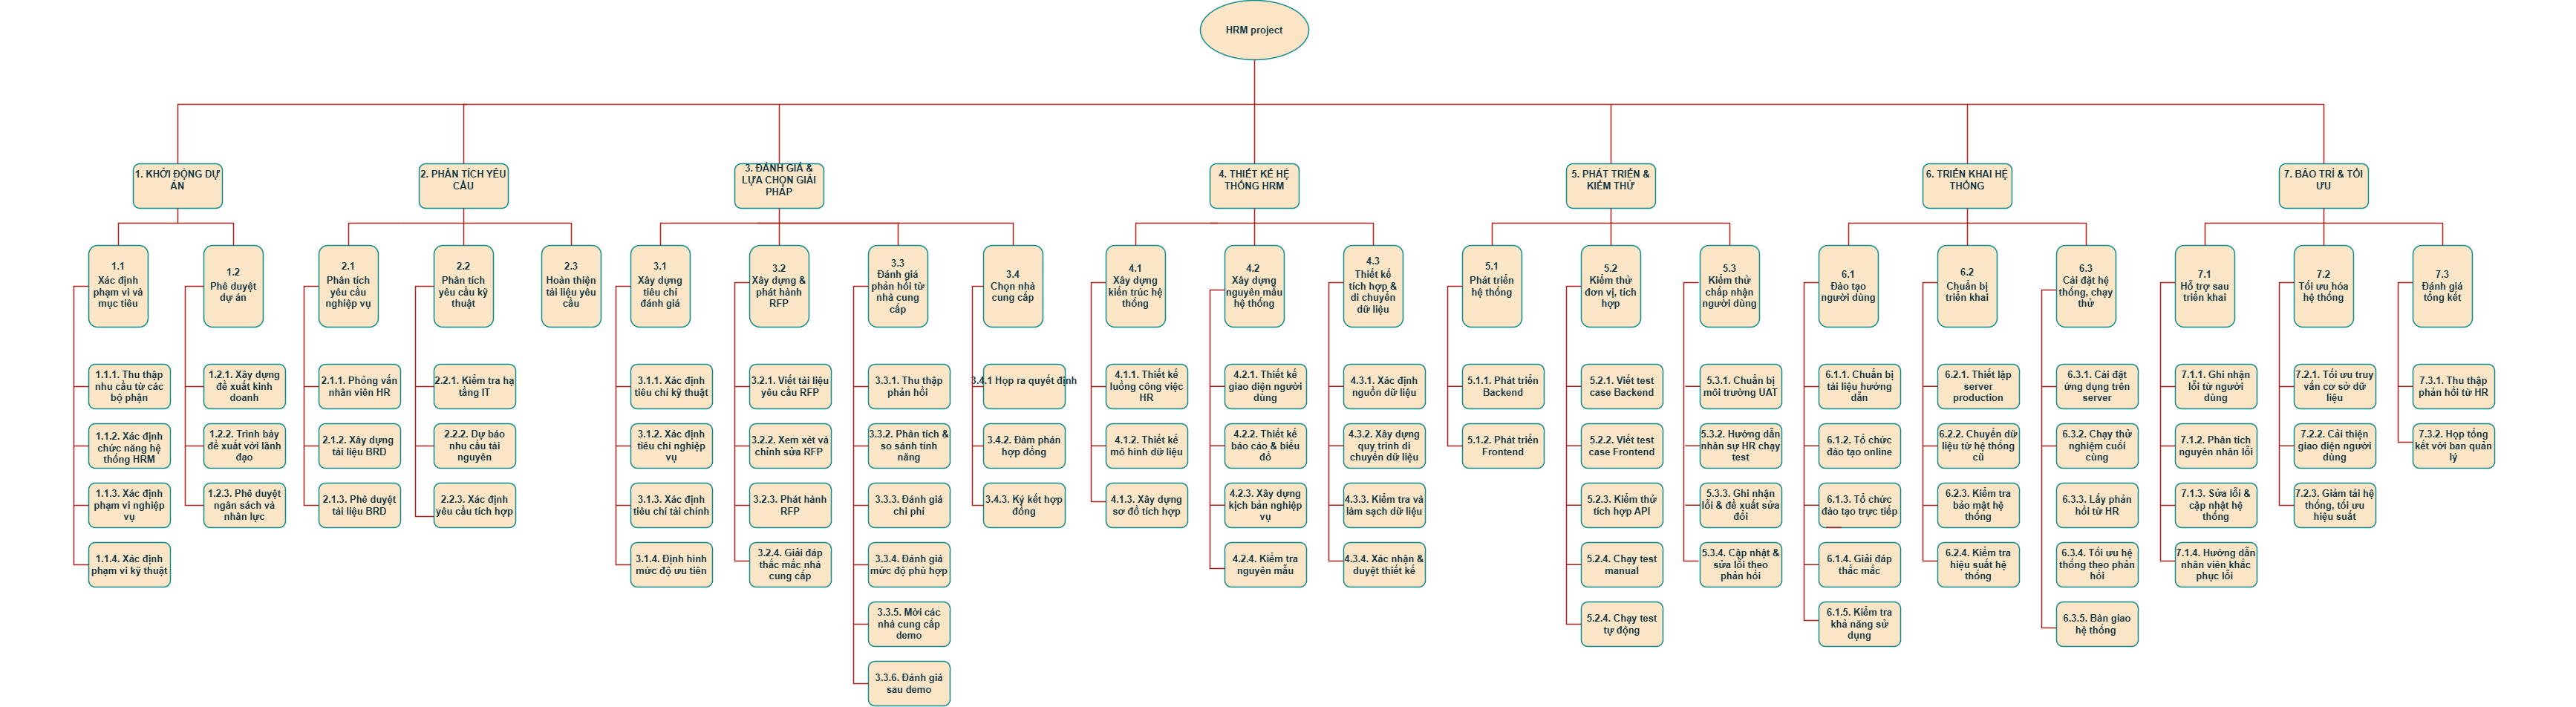 HRM project
1. KHỞI ĐỘNG DỰ
ÁN
2. PHÂN TÍCH YÊU
CẦU
3. ĐÁNH GIÁ &
LỰA CHỌN GIẢI
PHÁP
4. THIẾT KẾ HỆ
THỐNG HRM
5. PHÁT TRIỂN &
KIỂM THỬ
6. TRIỂN KHAI HỆ
THỐNG
7. BẢO TRÌ & TỐI
ƯU
1.1
Xác định
phạm vi và
mục tiêu
1.2
Phê duyệt
dự án
2.1
Phân tích
yêu cầu
nghiệp vụ
2.2
Phân tích
yêu cầu kỹ
thuật
2.3
Hoàn thiện
tài liệu yêu
cầu
3.1
Xây dựng
tiêu chí
đánh giá
3.2
Xây dựng &
phát hành
RFP
3.3
Đánh giá
phản hồi từ
nhà cung
cấp
3.4
Chọn nhà
cung cấp
4.1
Xây dựng
kiến trúc hệ
thống
4.2
Xây dựng
nguyên mẫu
hệ thống
4.3
Thiết kế
tích hợp &
di chuyển
dữ liệu
5.1
Phát triển
hệ thống
5.2
Kiểm thử
đơn vị, tích
hợp
5.3
Kiểm thử
chấp nhận
người dùng
6.1
Đào tạo
người dùng
6.2
Chuẩn bị
triển khai
6.3
Cài đặt hệ
thống, chạy
thử
7.1
Hỗ trợ sau
triển khai
7.2
Tối ưu hóa
hệ thống
7.3
Đánh giá
tổng kết
1.1.1. Thu thập
nhu cầu từ các
bộ phận
1.1.2. Xác định
chức năng hệ
thống HRM
1.1.3. Xác định
phạm vi nghiệp
vụ
1.1.4. Xác định
phạm vi kỹ thuật
1.2.1. Xây dựng
đề xuất kinh
doanh
1.2.2. Trình bày
đề xuất với lãnh
đạo
1.2.3. Phê duyệt
ngân sách và
nhân lực
2.1.1. Phỏng vấn
nhân viên HR
2.1.2. Xây dựng
tài liệu BRD
2.1.3. Phê duyệt
tài liệu BRD
2.2.1. Kiểm tra hạ
tầng IT
2.2.2. Dự báo
nhu cầu tài
nguyên
2.2.3. Xác định
yêu cầu tích hợp
3.1.1. Xác định
tiêu chí kỹ thuật
3.1.2. Xác định
tiêu chí nghiệp
vụ
3.1.3. Xác định
tiêu chí tài chính
3.1.4. Định hình
mức độ ưu tiên
3.2.1. Viết tài liệu
yêu cầu RFP
3.2.2. Xem xét và
chỉnh sửa RFP
3.2.3. Phát hành
RFP
3.2.4. Giải đáp
thắc mắc nhà
cung cấp
3.3.1. Thu thập
phản hồi
3.3.2. Phân tích &
so sánh tính
năng
3.3.3. Đánh giá
chi phí
3.3.4. Đánh giá
mức độ phù hợp
3.3.5. Mời các
nhà cung cấp
demo
3.3.6. Đánh giá
sau demo
3.4.1 Họp ra quyết định
3.4.2. Đàm phán
hợp đồng
3.4.3. Ký kết hợp
đồng
4.1.1. Thiết kế
luồng công việc
HR
4.1.2. Thiết kế
mô hình dữ liệu
4.1.3. Xây dựng
sơ đồ tích hợp
4.2.1. Thiết kế
giao diện người
dùng
4.2.2. Thiết kế
báo cáo & biểu
đồ
4.2.3. Xây dựng
kịch bản nghiệp
vụ
4.2.4. Kiểm tra
nguyên mẫu
4.3.1. Xác định
nguồn dữ liệu
4.3.2. Xây dựng
quy trình di
chuyển dữ liệu
4.3.3. Kiểm tra và
làm sạch dữ liệu
4.3.4. Xác nhận &
duyệt thiết kế
5.1.1. Phát triển
Backend
5.1.2. Phát triển
Frontend
5.2.1. Viết test
case Backend
5.2.2. Viết test
case Frontend
5.2.3. Kiểm thử
tích hợp API
5.2.4. Chạy test
manual
5.2.4. Chạy test
tự động
5.3.1. Chuẩn bị
môi trường UAT
5.3.2. Hướng dẫn
nhân sự HR chạy
test
5.3.3. Ghi nhận
lỗi & đề xuất sửa
đổi
5.3.4. Cập nhật &
sửa lỗi theo
phản hồi
6.1.1. Chuẩn bị
tài liệu hướng
dẫn
6.1.2. Tổ chức
đào tạo online
6.1.3. Tổ chức
đào tạo trực tiếp
6.1.4. Giải đáp
thắc mắc
6.1.5. Kiểm tra
khả năng sử
dụng
6.2.1. Thiết lập
server
production
6.2.2. Chuyển dữ
liệu từ hệ thống
cũ
6.2.3. Kiểm tra
bảo mật hệ
thống
6.2.4. Kiểm tra
hiệu suất hệ
thống
6.3.1. Cài đặt
ứng dụng trên
server
6.3.2. Chạy thử
nghiệm cuối
cùng
6.3.3. Lấy phản
hồi từ HR
6.3.4. Tối ưu hệ
thống theo phản
hồi
6.3.5. Bàn giao
hệ thống
7.1.1. Ghi nhận
lỗi từ người
dùng
7.1.2. Phân tích
nguyên nhân lỗi
7.1.3. Sửa lỗi &
cập nhật hệ
thống
7.1.4. Hướng dẫn
nhân viên khắc
phục lỗi
7.2.1. Tối ưu truy
vấn cơ sở dữ
liệu
7.2.2. Cải thiện
giao diện người
dùng
7.2.3. Giảm tải hệ
thống, tối ưu
hiệu suất
7.3.1. Thu thập
phản hồi từ HR
7.3.2. Họp tổng
kết với ban quản
lý